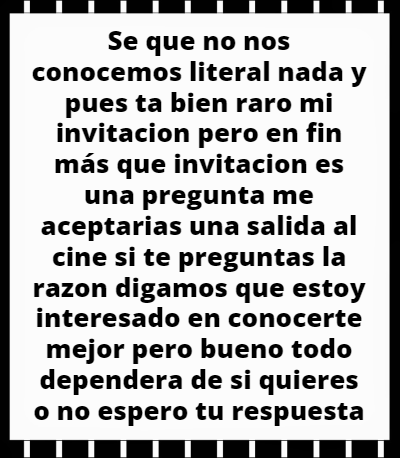 Se que no nos
conocemos literal nada y
pues ta bien raro mi
invitacion pero en fin
más que invitacion es
una pregunta me
aceptarias una salida al
cine si te preguntas la
razon digamos que estoy
interesado en conocerte
mejor pero bueno todo
dependera de si quieres
o no espero tu respuesta